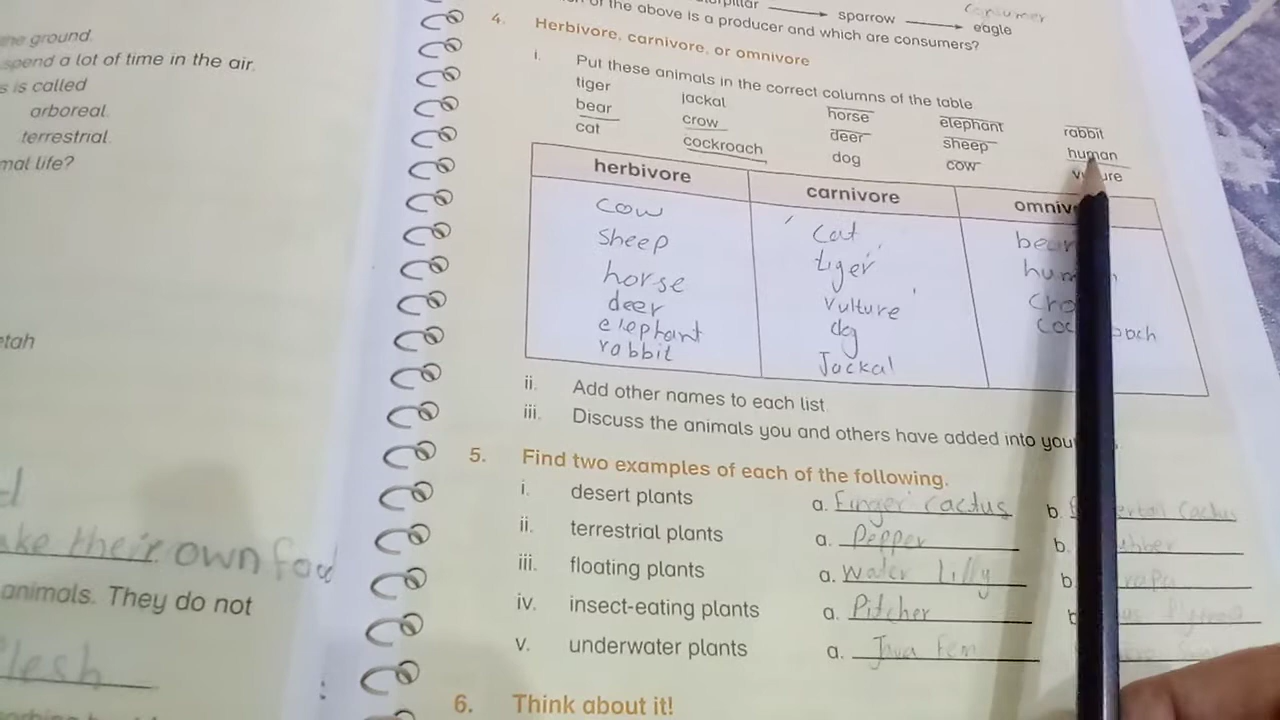 consumer
sparrow
eagle
of the above is a producer and which are consumers?
4. Herbivore, carnivore, or omnivore
i. Put these animals in the correct columns of the table
tiger jackal horse elephant rabbit
bear crow deer sheep human
cat cockroach dog cow
herbivore carnivore
cow cat bear
sheep tiger
horse vulture
deer dog
elephant Jackal
rabbit
ii. Add other names to each list
iii. Discuss the animals you and others have added into
5. Find two examples of each of the following.
i. desert plants a. Finger cactus b. cactus
ii. terrestrial plants a. Pepper b.
iii. floating plants a. water lilly b
iv. insect-eating plants a. Pitcher
v. underwater plants a. Java Fem
6. Think about it!
the ground.
spend a lot of time in the air.
s is called
arboreal.
terrestrial.
mal life?
etah
ake their own food
animals. They do not
flesh